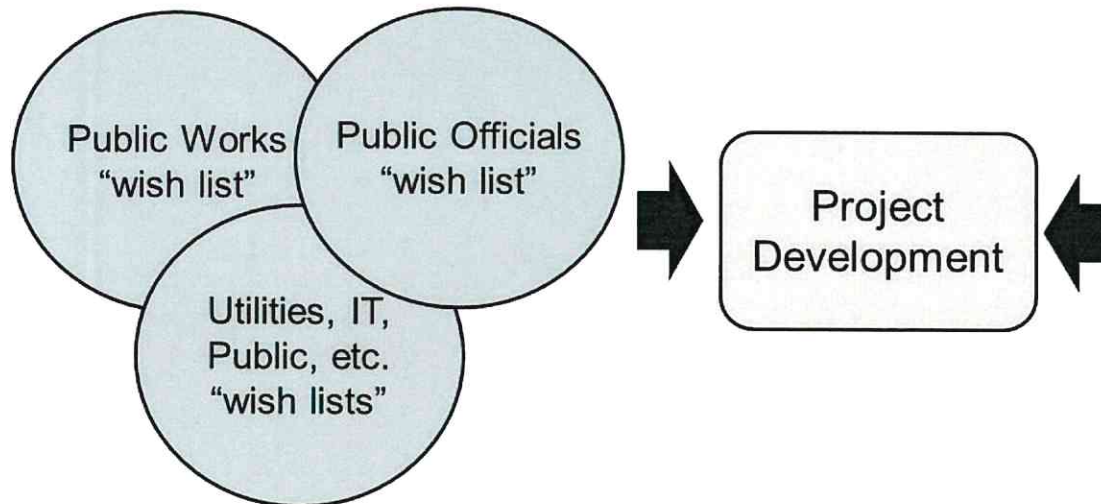 Public Works
“wish list”
Public Officials
“wish list”
Utilities, IT,
Public, etc.
“wish lists”
Project
Development